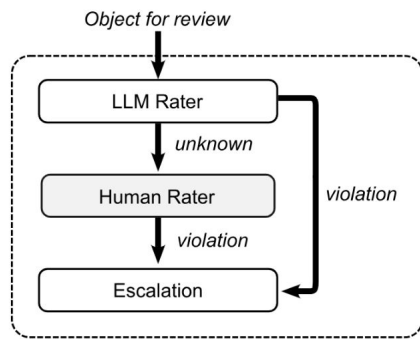 Object for review
LLM Rater
unknown
Human Rater
violation
violation
Escalation